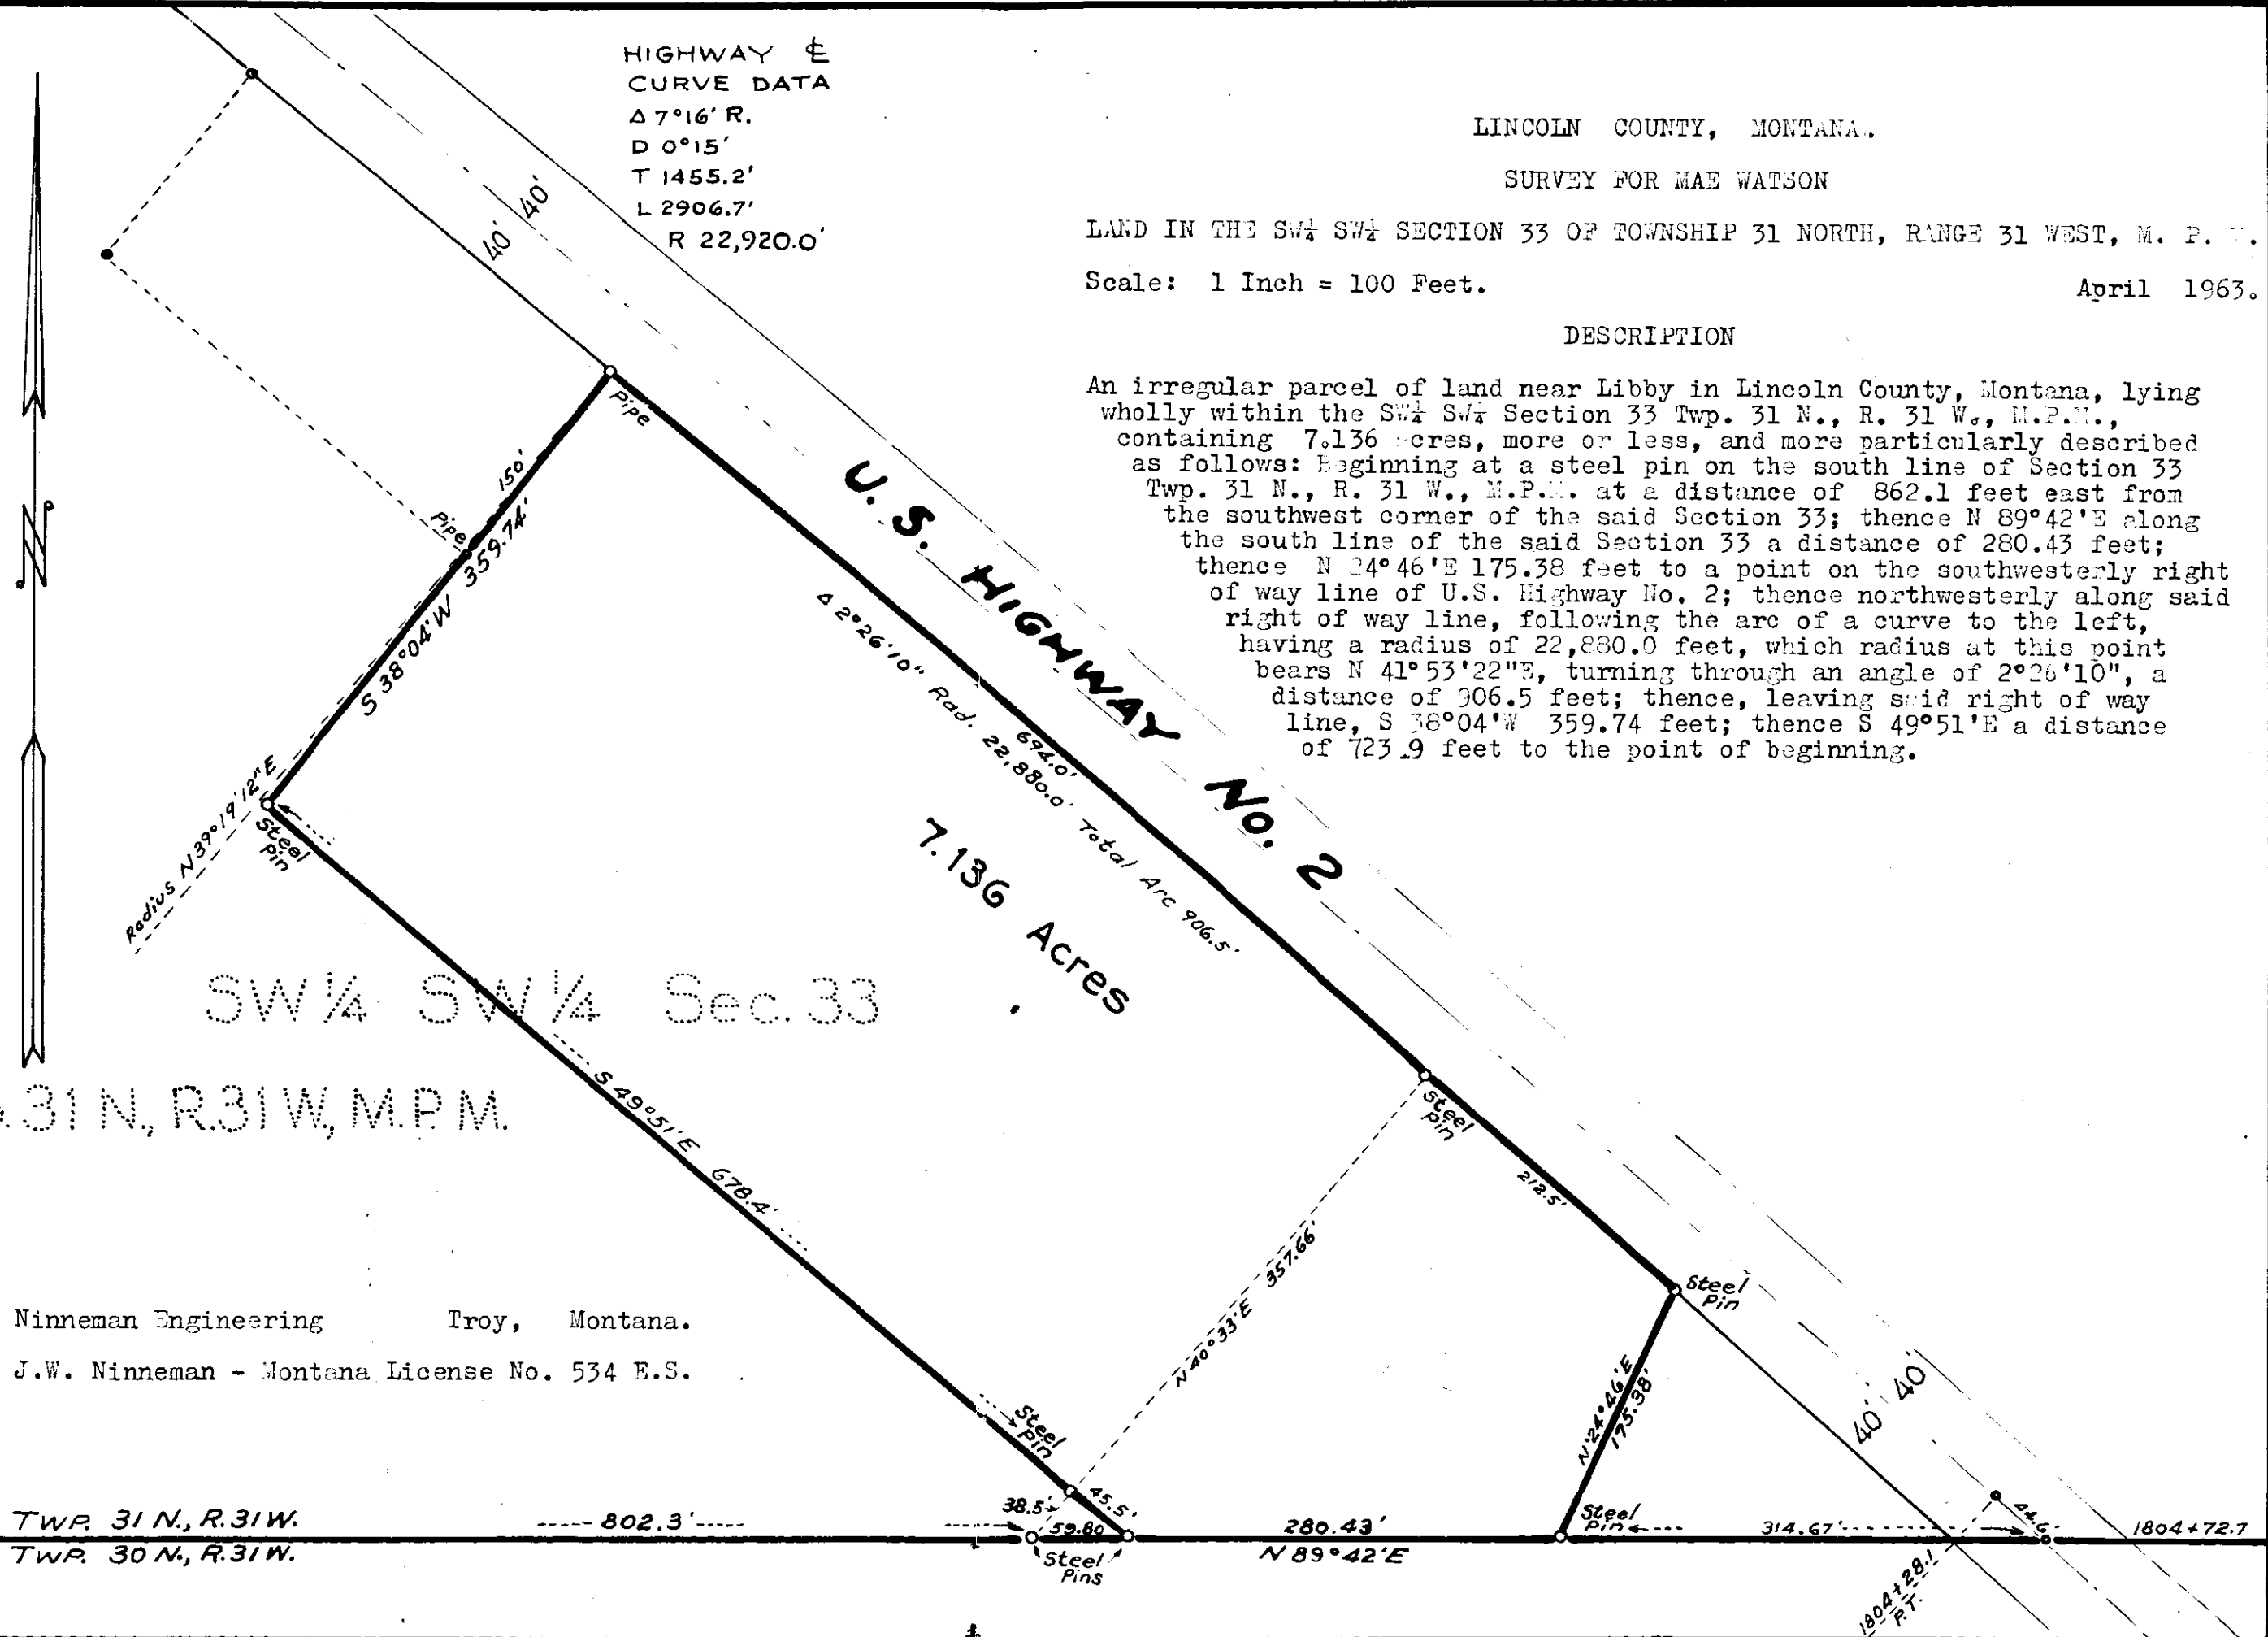 HIGHWAY ℄
CURVE DATA
Δ 7°16' R.
D 0°15'
T 1455.2'
L 2906.7'
R 22,920.0'
LINCOLN COUNTY, MONTANA.
SURVEY FOR MAE WATSON
LAND IN THE SW¼ SW¼ SECTION 33 OF TOWNSHIP 31 NORTH, RANGE 31 WEST, M. P.
Scale: 1 Inch = 100 Feet.
April 1963.
DESCRIPTION
An irregular parcel of land near Libby in Lincoln County, Montana, lying
wholly within the SW¼ SW¼ Section 33 Twp. 31 N., R. 31 W., M.P.M.,
containing 7.136 acres, more or less, and more particularly described
as follows: Beginning at a steel pin on the south line of Section 33
Twp. 31 N., R. 31 W., M.P.M. at a distance of 862.1 feet east from
the southwest corner of the said Section 33; thence N 89°42'E along
the south line of the said Section 33 a distance of 280.43 feet;
thence N 24°46'E 175.38 feet to a point on the southwesterly right
of way line of U.S. Highway No. 2; thence northwesterly along said
right of way line, following the arc of a curve to the left,
having a radius of 22,880.0 feet, which radius at this point
bears N 41°53'22"E, turning through an angle of 2°26'10", a
distance of 906.5 feet; thence, leaving said right of way
line, S 38°04'W 359.74 feet; thence S 49°51'E a distance
of 723.9 feet to the point of beginning.
40' 40'
Pipe
150'
Pipe
359.74'
S 38°04'W
N
U.S. HIGHWAY No. 2
694.0'
Δ 2°26'10" Rad. 22,880.0' Total Arc 906.5'
7.136 Acres
Radius N39°19'12"E
Steel Pin
SW¼ SW¼ Sec. 33
.31N., R.31W., M.P.M.
S 49°51'E 678.4'
Steel Pin
212.5'
N 40°33'E 357.66'
Steel Pin
N 24°46'E
175.38'
40' 40'
Ninneman Engineering Troy, Montana.
J.W. Ninneman - Montana License No. 534 E.S.
Steel Pin
38.5'
45.5'
59.80
TWP. 31 N., R.31W.
802.3'
280.43'
Steel Pin
314.67'
44.6
1804+72.7
TWP. 30 N., R.31W.
Steel Pins
N 89°42'E
1804+28.1
P.T.